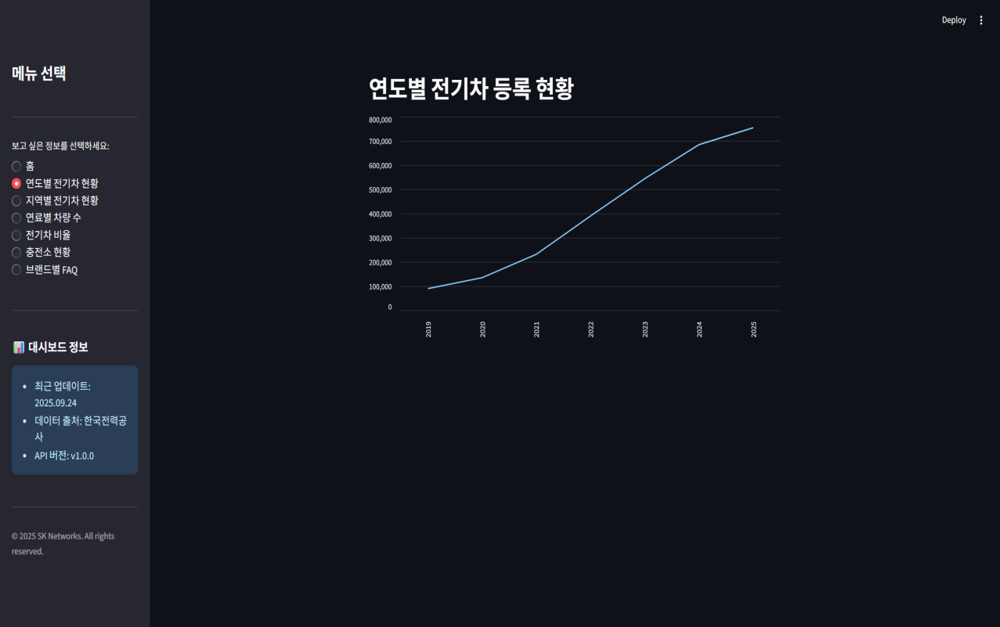 Deploy
메뉴 선택
보고 싶은 정보를 선택하세요:
홈
연도별 전기차 현황
지역별 전기차 현황
연료별 차량 수
전기차 비율
충전소 현황
브랜드별 FAQ
📊 대시보드 정보
• 최근 업데이트:
2025.09.24
• 데이터 출처: 한국전력공
사
• API 버전: v1.0.0
© 2025 SK Networks. All rights
reserved.
연도별 전기차 등록 현황
800,000
700,000
600,000
500,000
400,000
300,000
200,000
100,000
0
2019
2020
2021
2022
2023
2024
2025